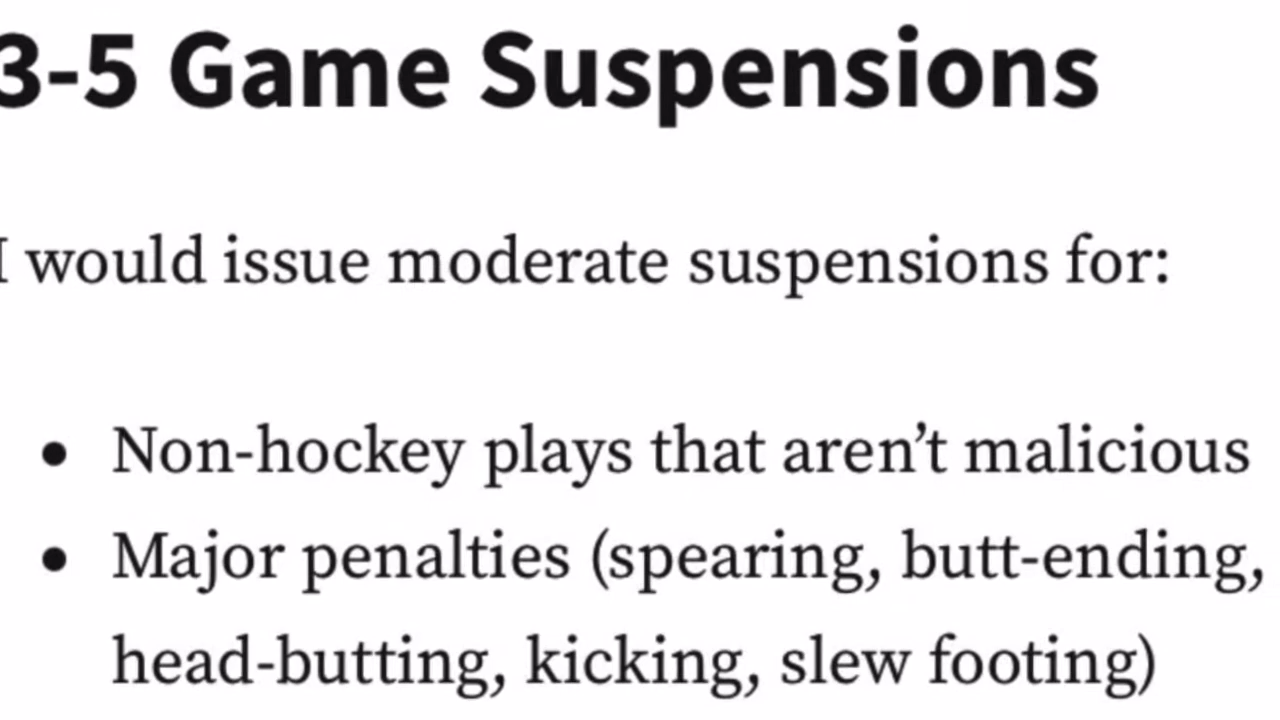 3-5 Game Suspensions
I would issue moderate suspensions for:
• Non-hockey plays that aren’t malicious
• Major penalties (spearing, butt-ending,
head-butting, kicking, slew footing)